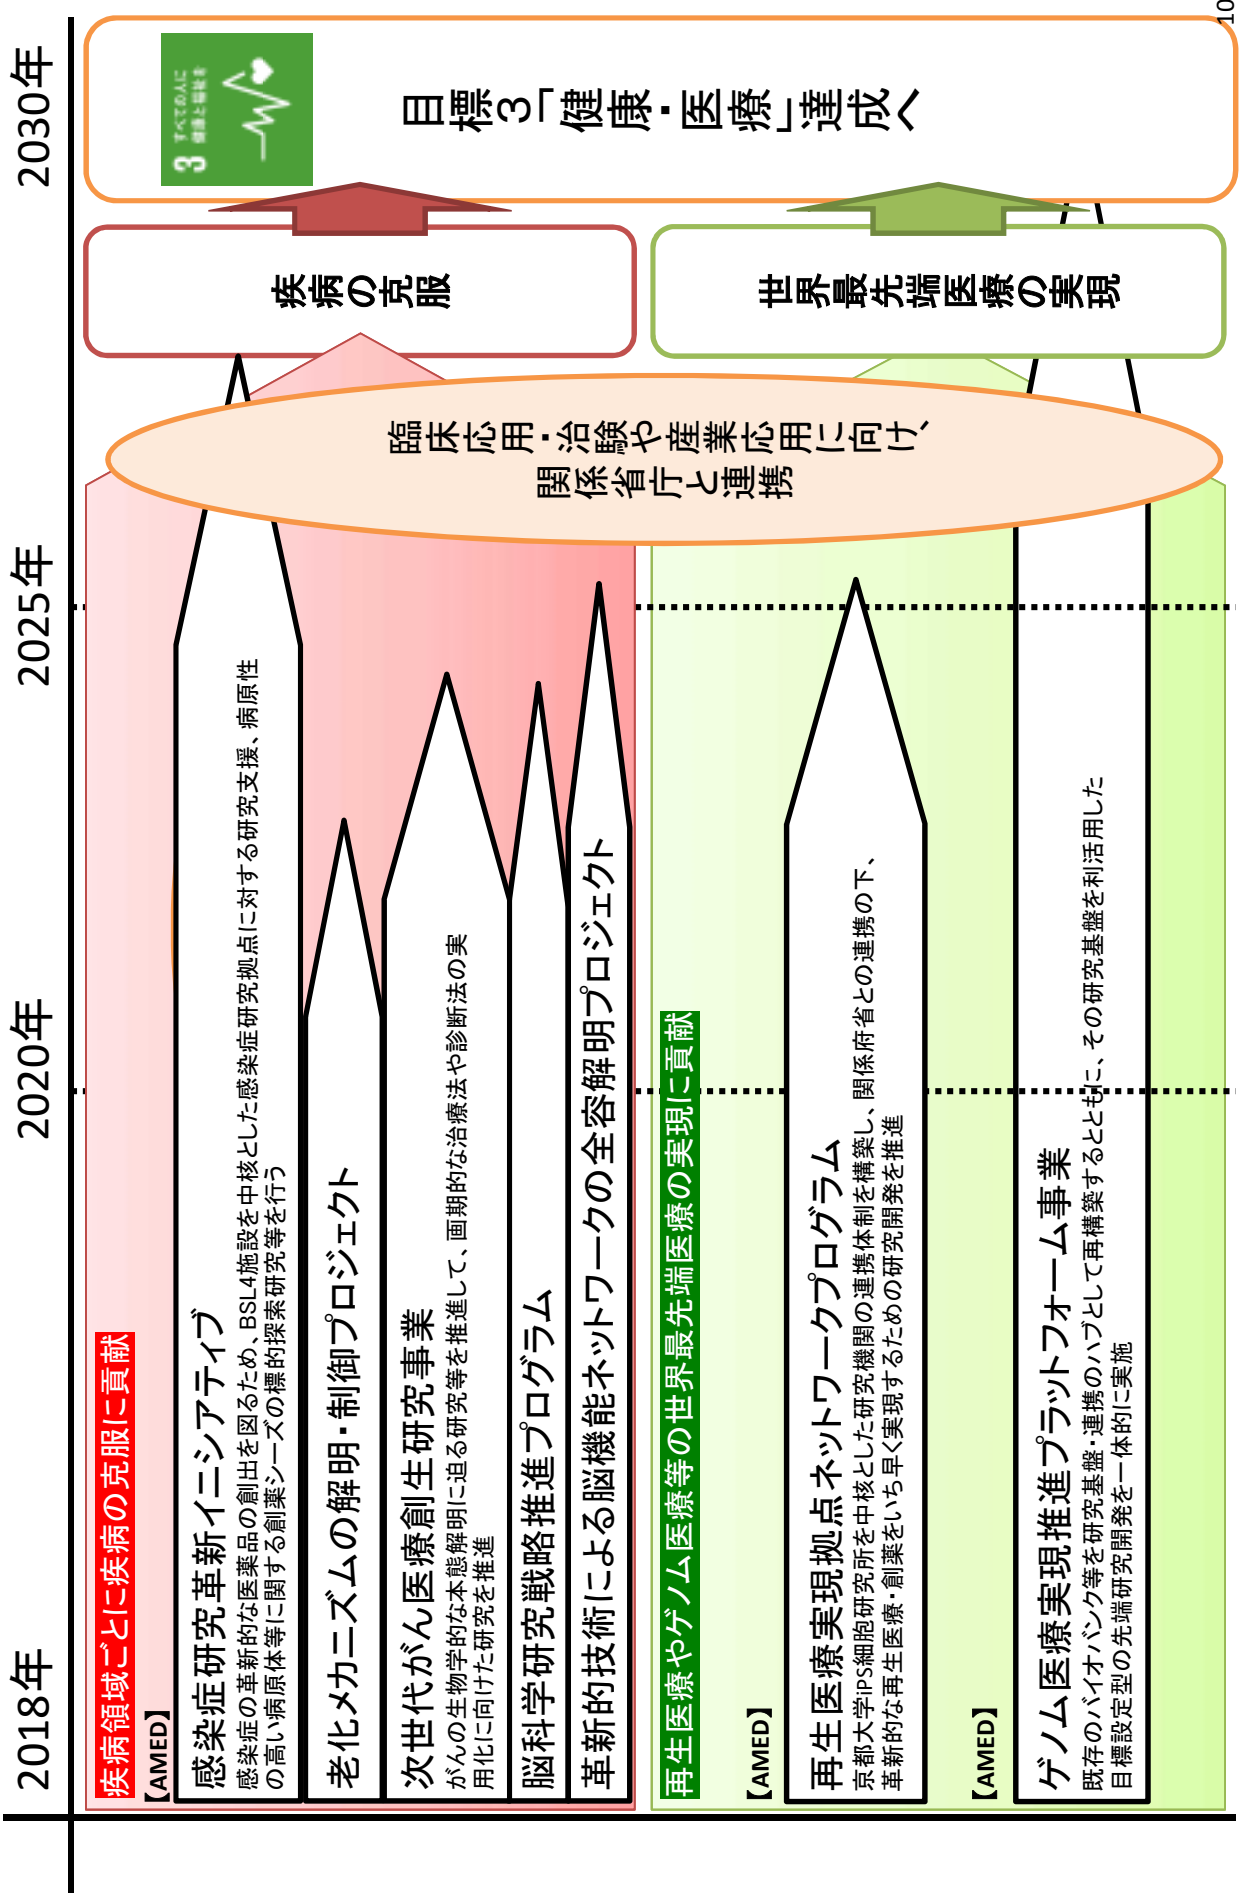 2018年
2020年
2025年
2030年
疾病領域ごとに疾病の克服に貢献
【AMED】
感染症研究革新イニシアティブ
感染症の革新的な医薬品の創出を図るため、BSL4施設を中核とした感染症研究拠点に対する研究支援、病原性
の高い病原体等に関する創薬シーズの標的探索研究等を行う
老化メカニズムの解明・制御プロジェクト
次世代がん医療創生研究事業
がんの生物学的な本態解明に迫る研究等を推進して、画期的な治療法や診断法の実
用化に向けた研究を推進
脳科学研究戦略推進プログラム
革新的技術による脳機能ネットワークの全容解明プロジェクト
再生医療やゲノム医療等の世界最先端医療の実現に貢献
【AMED】
再生医療実現拠点ネットワークプログラム
京都大学iPS細胞研究所を中核とした研究機関の連携体制を構築し、関係府省との連携の下、
革新的な再生医療・創薬をいち早く実現するための研究開発を推進
【AMED】
ゲノム医療実現推進プラットフォーム事業
既存のバイオバンク等を研究基盤・連携のハブとして再構築するとともに、その研究基盤を利活用した
目標設定型の先端研究開発を一体的に実施
臨床応用・治験や産業応用に向け、
関係省庁と連携
疾病の克服
世界最先端医療の実現
3 すべての人に
健康と福祉を
目標3「健康・医療」達成へ
10